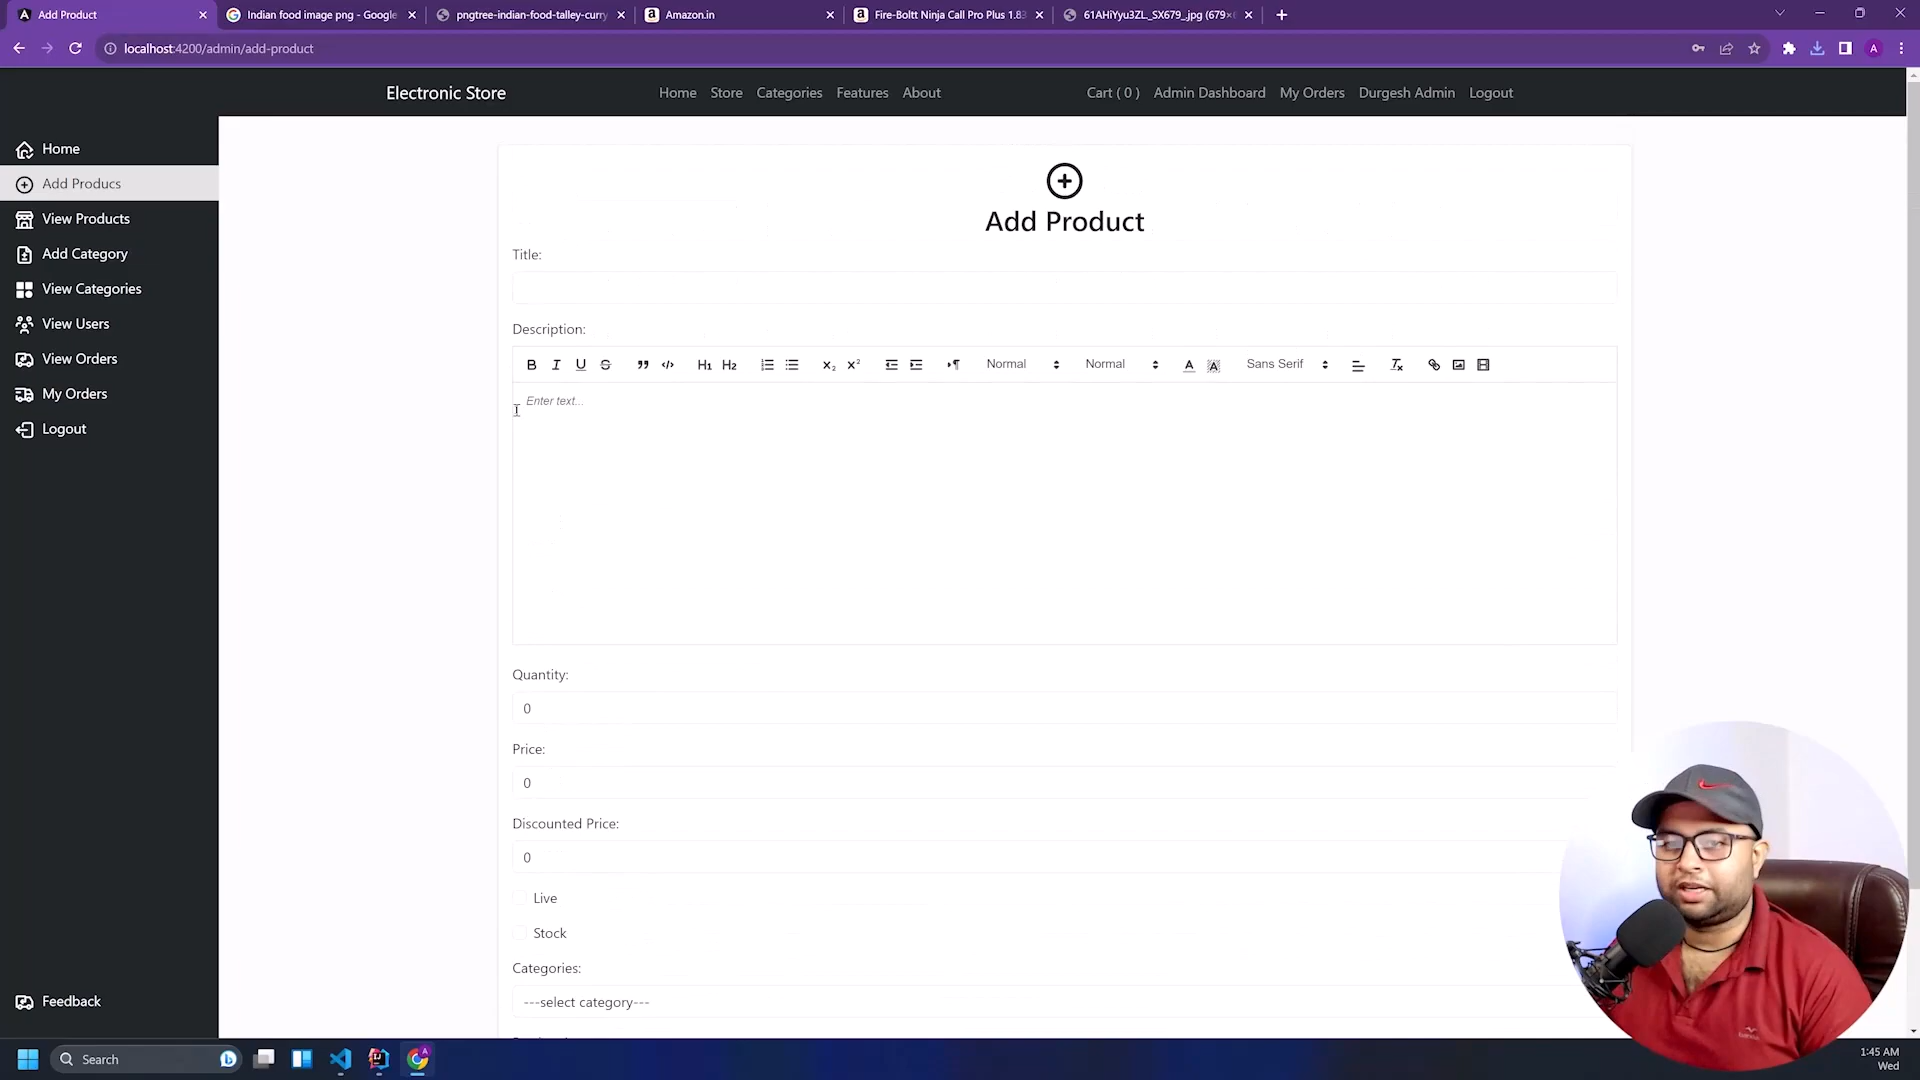 Add Product
Indian food image png - Google
pngtree-indian-food-talley-curry
Amazon.in
Fire-Boltt Ninja Call Pro Plus 1.83
61AHiYyu3ZL._SX679_.jpg (679×
localhost:4200/admin/add-product
A
Electronic Store
Home
Store
Categories
Features
About
Cart ( 0 )
Admin Dashboard
My Orders
Durgesh Admin
Logout
Home
Add Producs
View Products
Add Category
View Categories
View Users
View Orders
My Orders
Logout
Feedback
Add Product
Title:
Description:
Normal
Normal
Sans Serif
Enter text...
Quantity:
0
Price:
0
Discounted Price:
0
Live
Stock
Categories:
---select category---
Search
1:45 AM
Wed